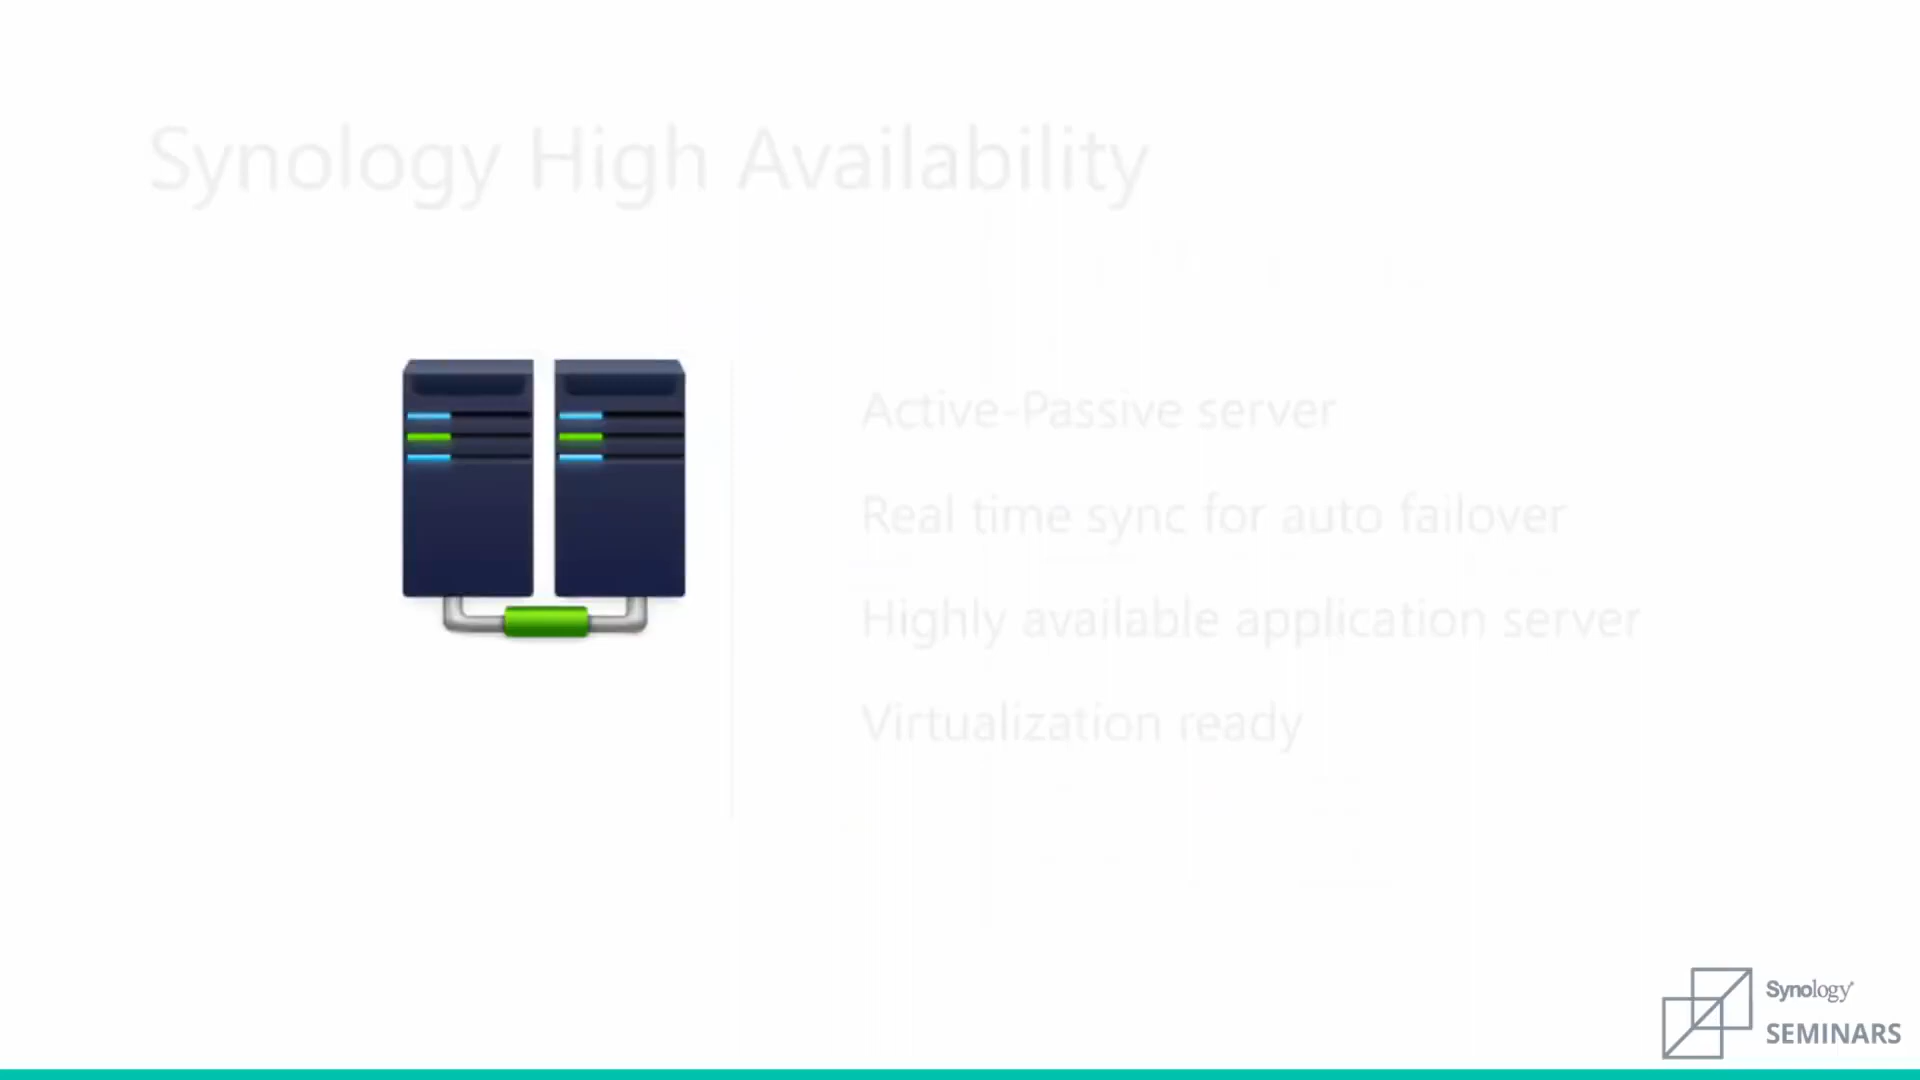 Synology High Availability
Active-Passive server
Real time sync for auto failover
Highly available application server
Virtualization ready
Synology
SEMINARS